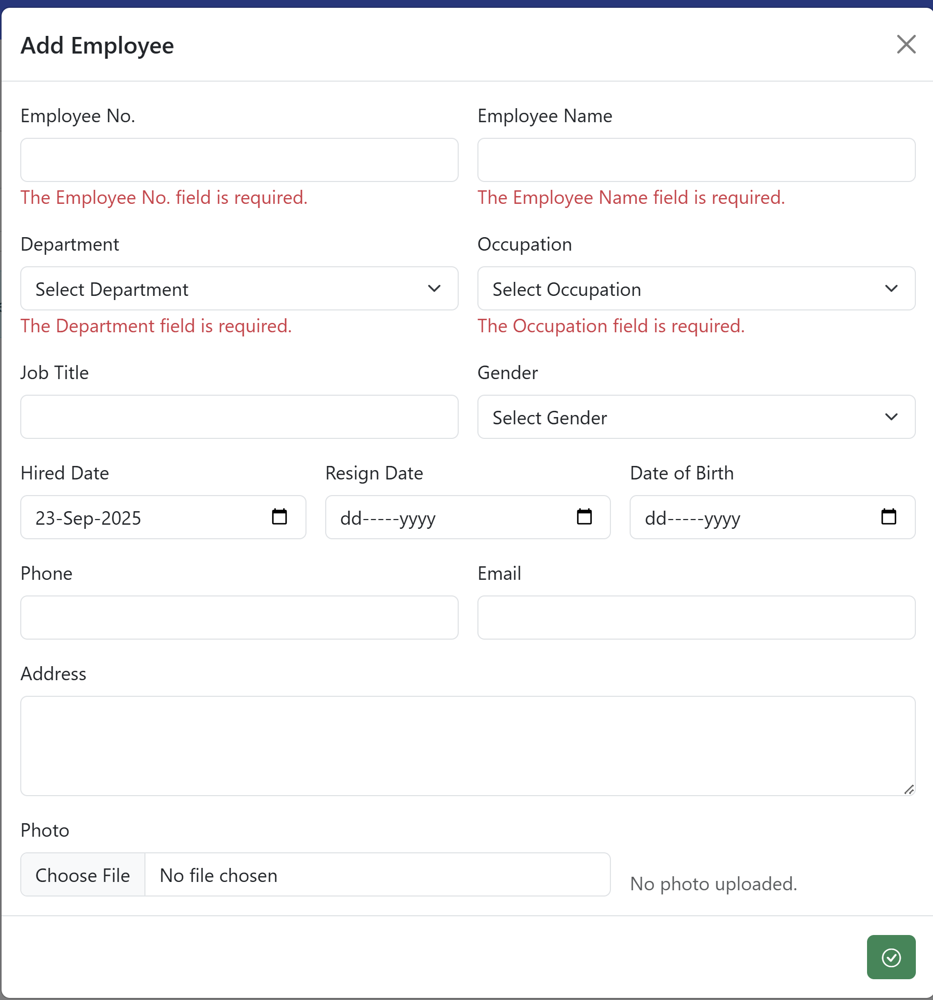 Add Employee
Employee No.
Employee Name
The Employee No. field is required.
The Employee Name field is required.
Department
Occupation
Select Department
Select Occupation
The Department field is required.
The Occupation field is required.
Job Title
Gender
Select Gender
Hired Date
Resign Date
Date of Birth
23-Sep-2025
dd-----yyyy
dd-----yyyy
Phone
Email
Address
Photo
Choose File
No file chosen
No photo uploaded.